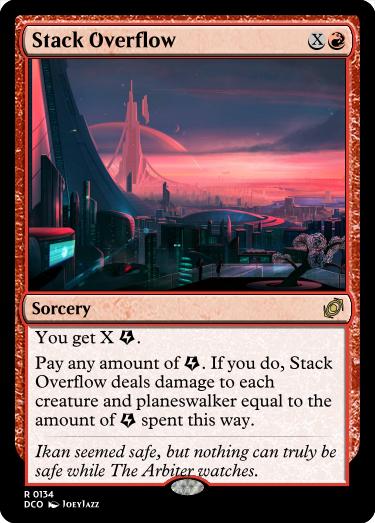 Stack Overflow X
Sorcery
You get X.
Pay any amount of. If you do, Stack
Overflow deals damage to each
creature and planeswalker equal to the
amount of spent this way.
Ikan seemed safe, but nothing can truly be
safe while The Arbiter watches.
R 0134
DCO JoeyJazz